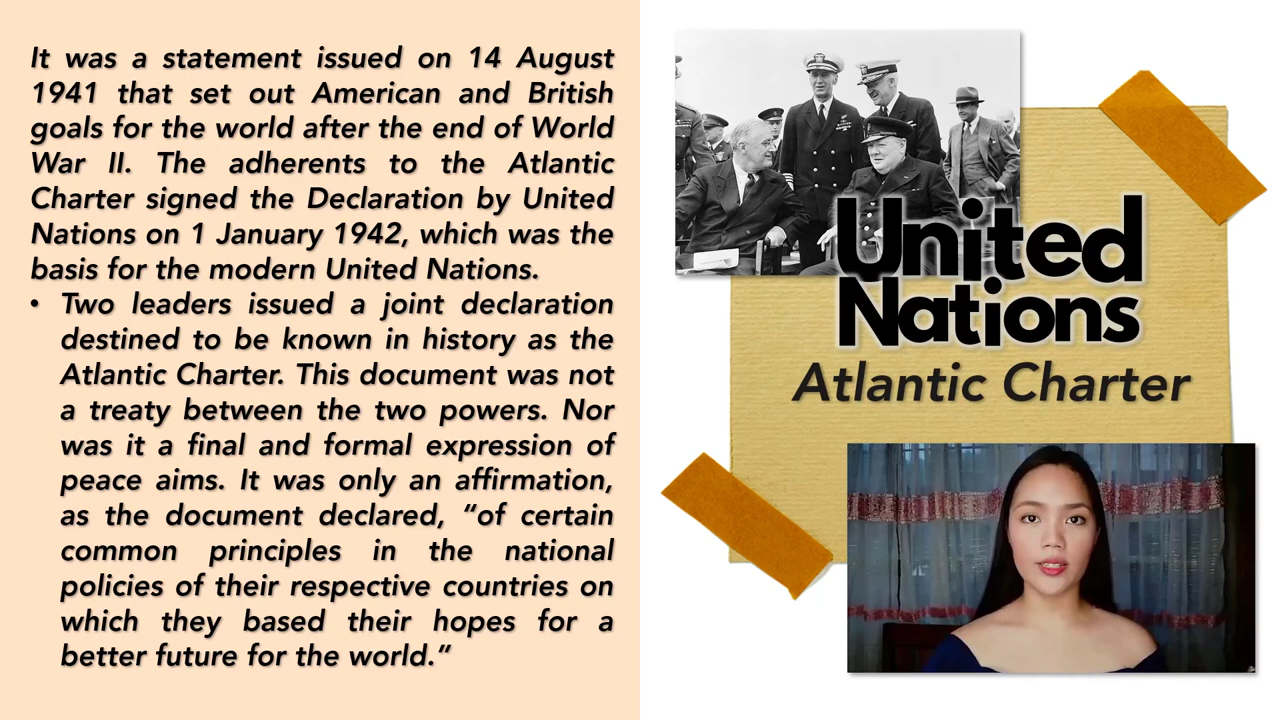 It was a statement issued on 14 August
1941 that set out American and British
goals for the world after the end of World
War II. The adherents to the Atlantic
Charter signed the Declaration by United
Nations on 1 January 1942, which was the
basis for the modern United Nations.
• Two leaders issued a joint declaration
destined to be known in history as the
Atlantic Charter. This document was not
a treaty between the two powers. Nor
was it a final and formal expression of
peace aims. It was only an affirmation,
as the document declared, “of certain
common principles in the national
policies of their respective countries on
which they based their hopes for a
better future for the world.”
United
Nations
Atlantic Charter